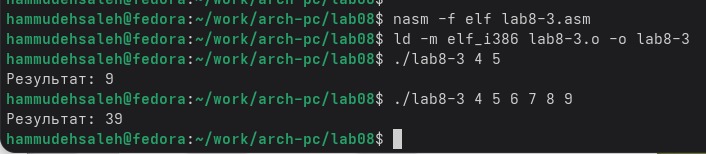 hammudehsaleh@fedora:~/work/arch-pc/lab08$ nasm -f elf lab8-3.asm
hammudehsaleh@fedora:~/work/arch-pc/lab08$ ld -m elf_i386 lab8-3.o -o lab8-3
hammudehsaleh@fedora:~/work/arch-pc/lab08$ ./lab8-3 4 5
Результат: 9
hammudehsaleh@fedora:~/work/arch-pc/lab08$ ./lab8-3 4 5 6 7 8 9
Результат: 39
hammudehsaleh@fedora:~/work/arch-pc/lab08$